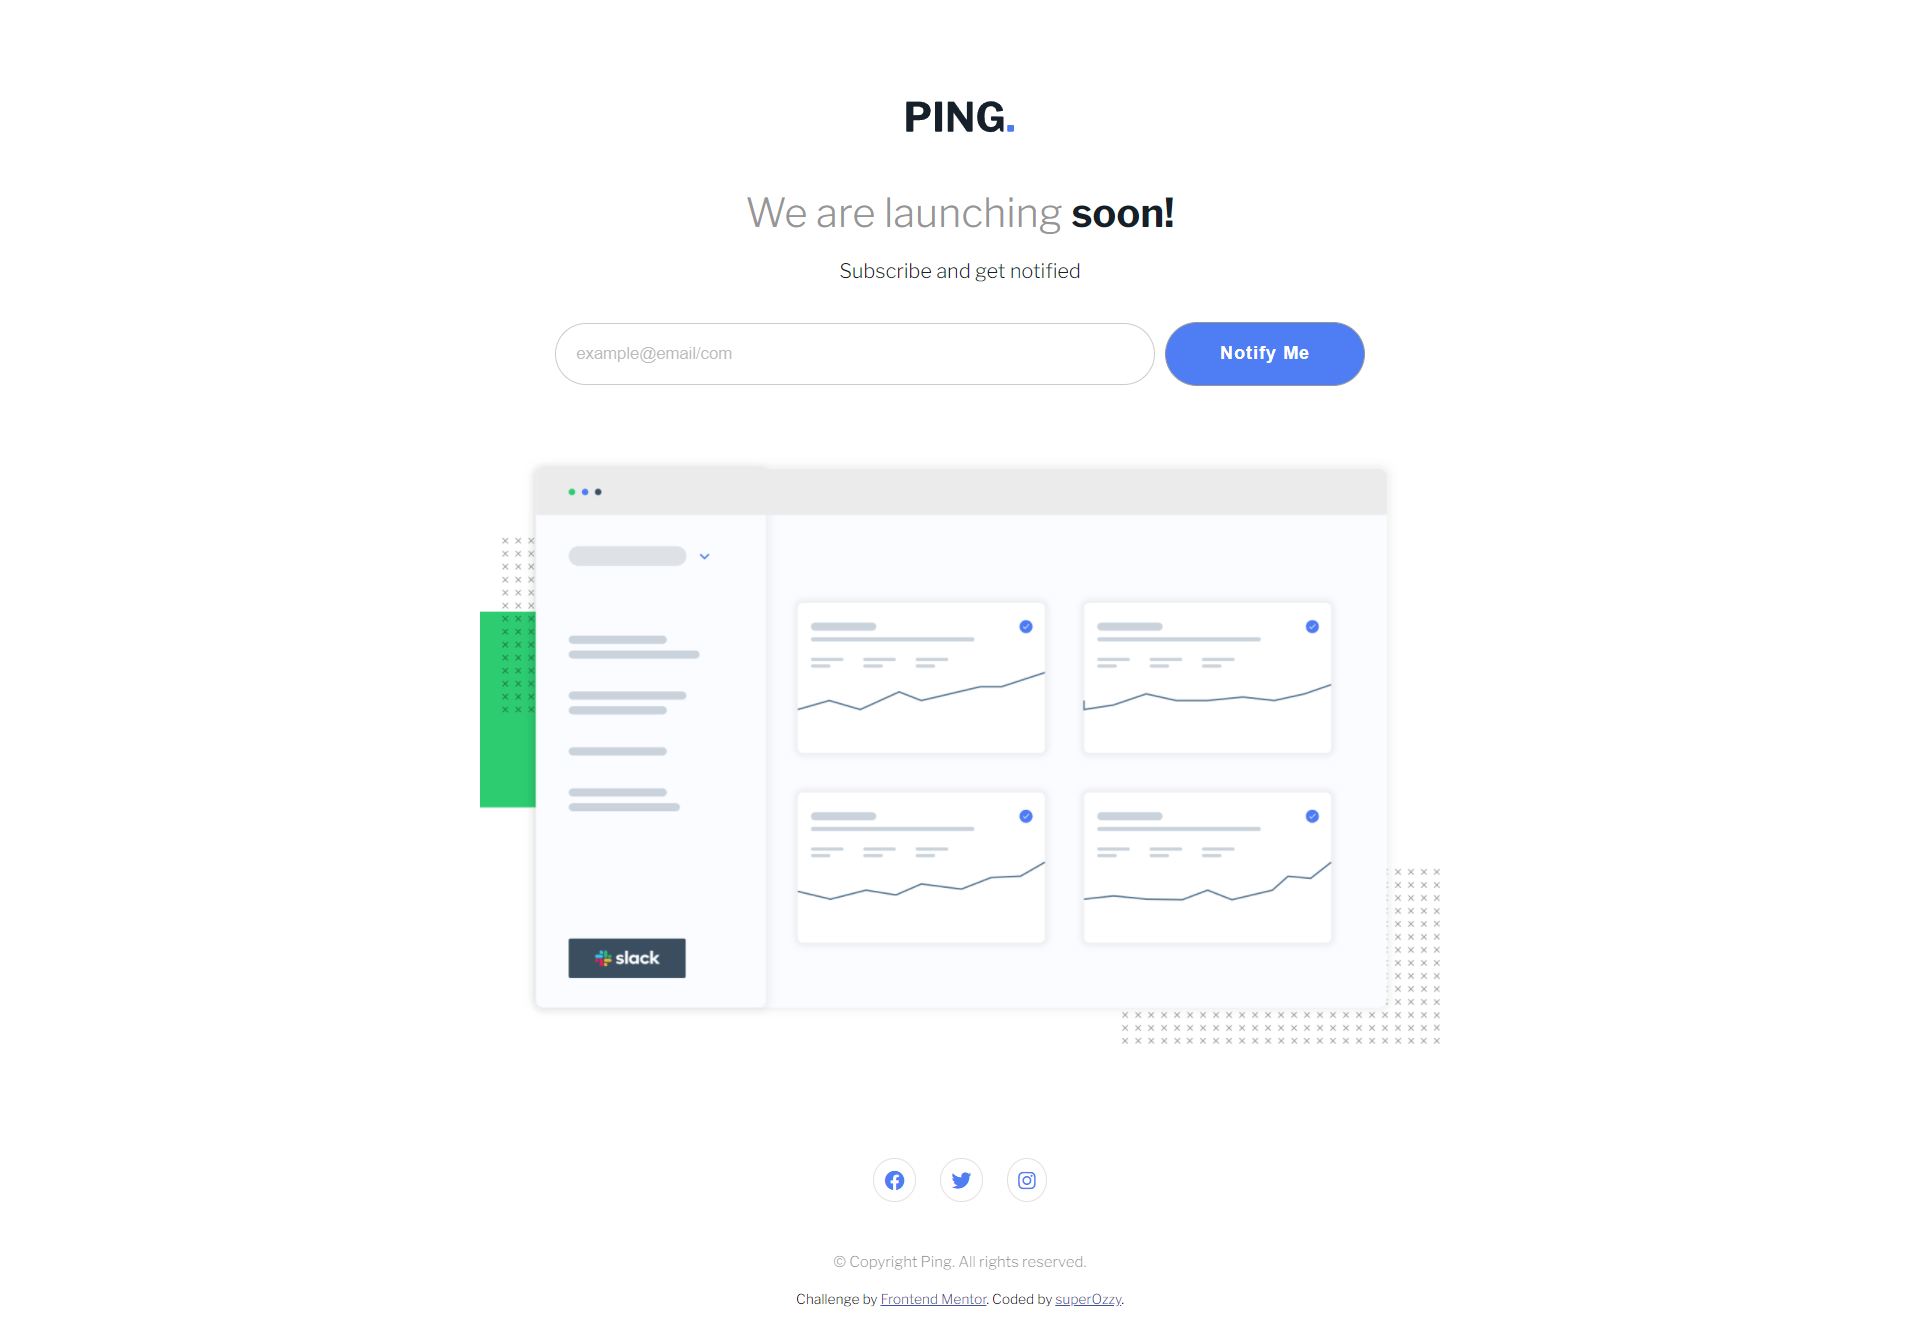 PING.
We are launching soon!
Subscribe and get notified
example@email/com
Notify Me
slack
© Copyright Ping. All rights reserved.
Challenge by Frontend Mentor. Coded by superOzzy.